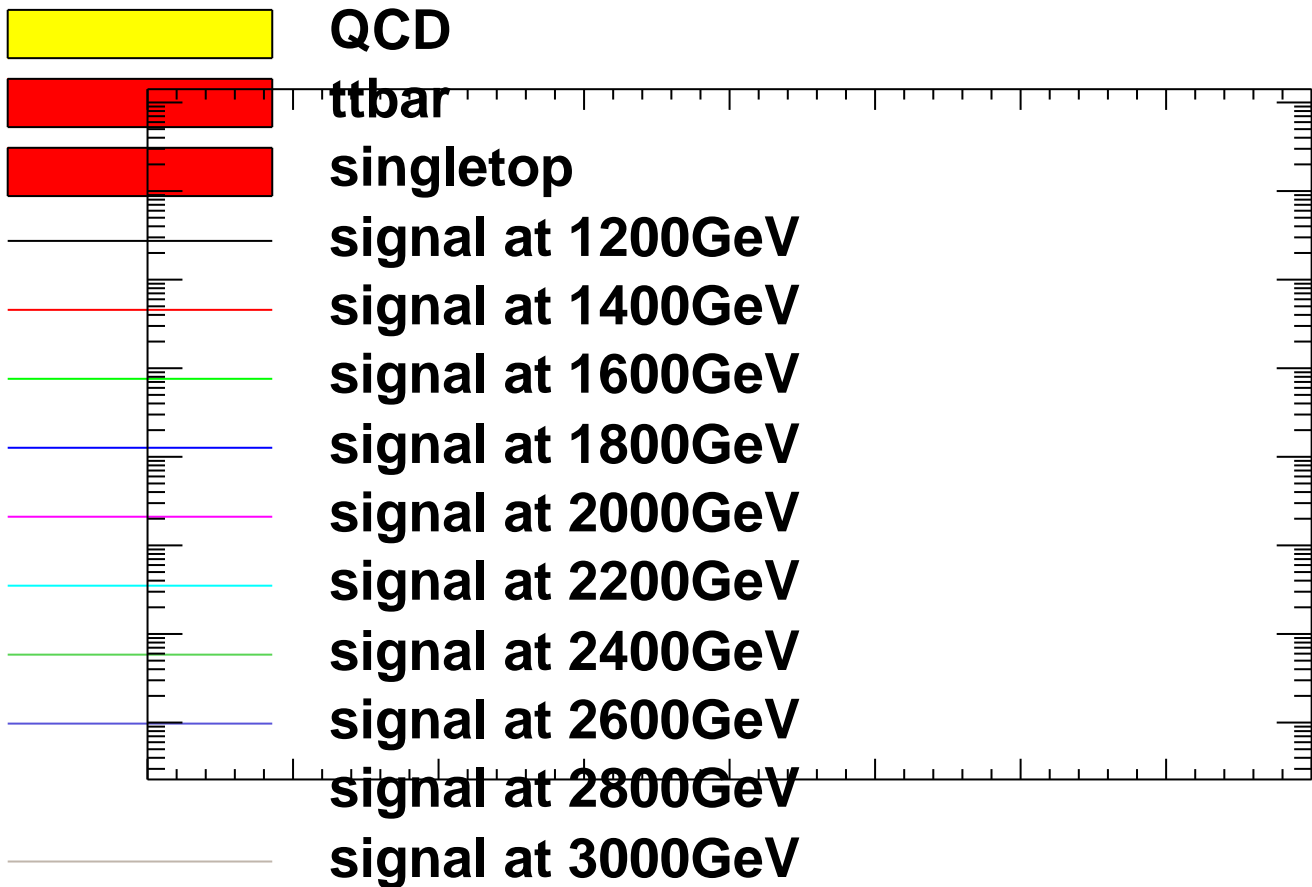 QCD
ttbar
singletop
signal at 1200GeV
signal at 1400GeV
signal at 1600GeV
signal at 1800GeV
signal at 2000GeV
signal at 2200GeV
signal at 2400GeV
signal at 2600GeV
signal at 2800GeV
signal at 3000GeV